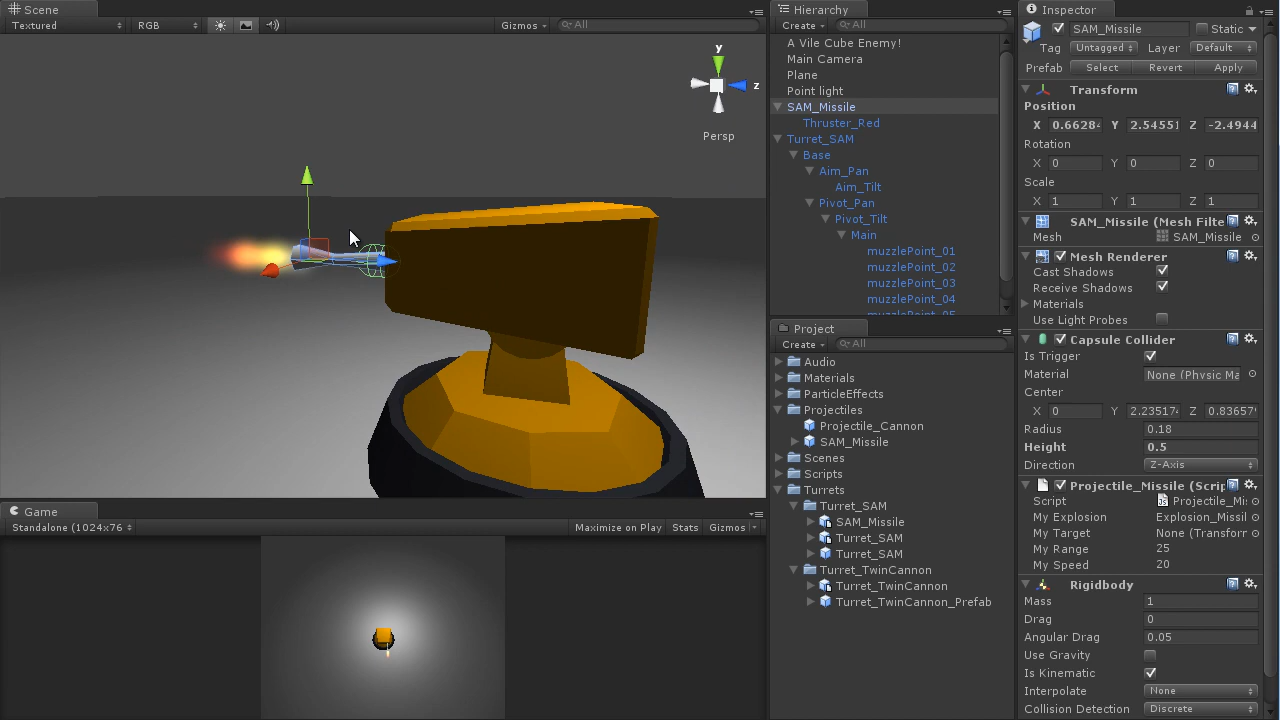 Scene
Textured
RGB
Gizmos
All
y
z
Persp
Game
Standalone (1024x76
Maximize on Play
Stats
Gizmos
Hierarchy
Create
All
A Vile Cube Enemy!
Main Camera
Plane
Point light
SAM_Missile
Thruster_Red
Turret_SAM
Base
Aim_Pan
Aim_Tilt
Pivot_Pan
Pivot_Tilt
Main
muzzlePoint_01
muzzlePoint_02
muzzlePoint_03
muzzlePoint_04
Project
Create
All
Audio
Materials
ParticleEffects
Projectiles
Projectile_Cannon
SAM_Missile
Scenes
Scripts
Turrets
Turret_SAM
SAM_Missile
Turret_SAM
Turret_SAM
Turret_TwinCannon
Turret_TwinCannon
Turret_TwinCannon_Prefab
Inspector
SAM_Missile Static
Tag Untagged Layer Default
Prefab Select Revert Apply
Transform
Position
X 0.6628 Y 2.5455 Z -2.4944
Rotation
X 0 Y 0 Z 0
Scale
X 1 Y 1 Z 1
SAM_Missile (Mesh Filte
Mesh SAM_Missile
Mesh Renderer
Cast Shadows
Receive Shadows
Materials
Use Light Probes
Capsule Collider
Is Trigger
Material None (Physic Ma
Center
X 0 Y 2.2351 Z 0.8365
Radius 0.18
Height 0.5
Direction Z-Axis
Projectile_Missile (Scrip
Script Projectile_Mi
My Explosion Explosion_Missil
My Target None (Transforr
My Range 25
My Speed 20
Rigidbody
Mass 1
Drag 0
Angular Drag 0.05
Use Gravity
Is Kinematic
Interpolate None
Collision Detection Discrete